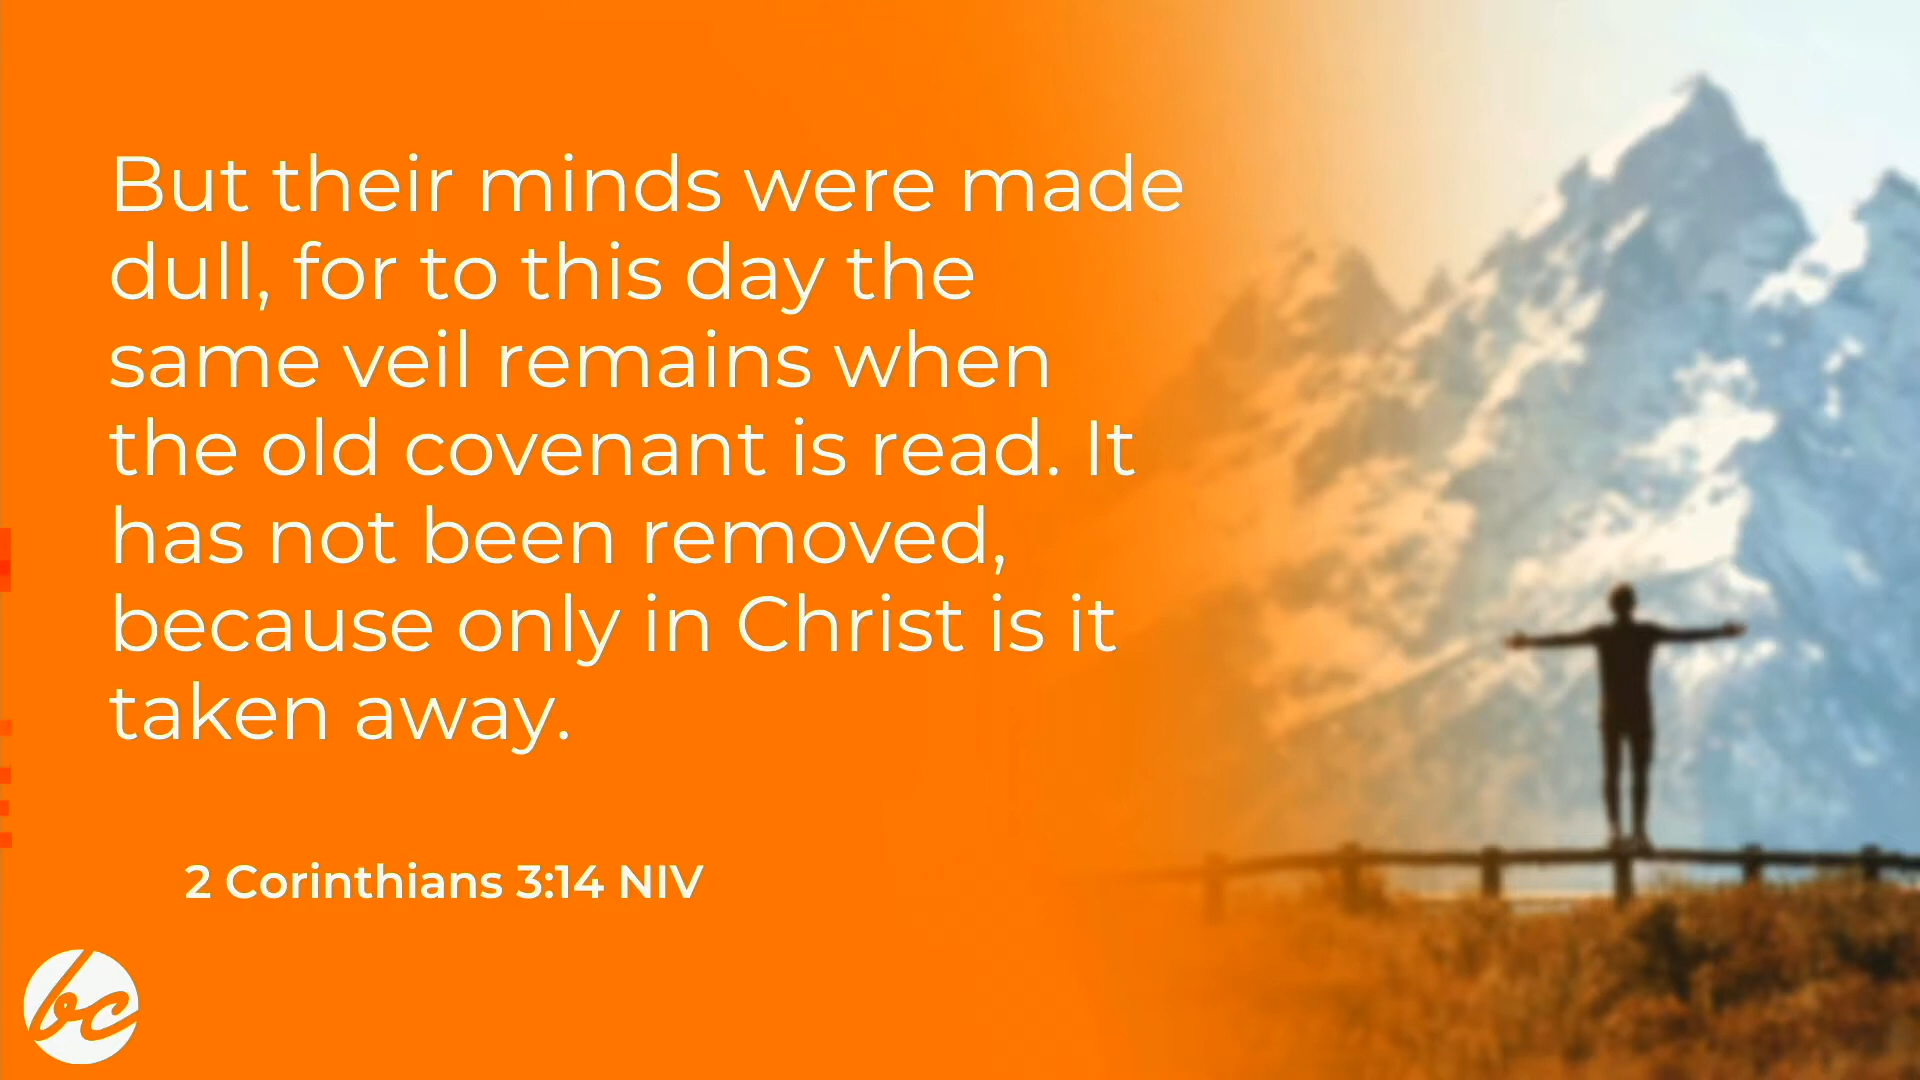 But their minds were made
dull, for to this day the
same veil remains when
the old covenant is read. It
has not been removed,
because only in Christ is it
taken away.
2 Corinthians 3:14 NIV
bc